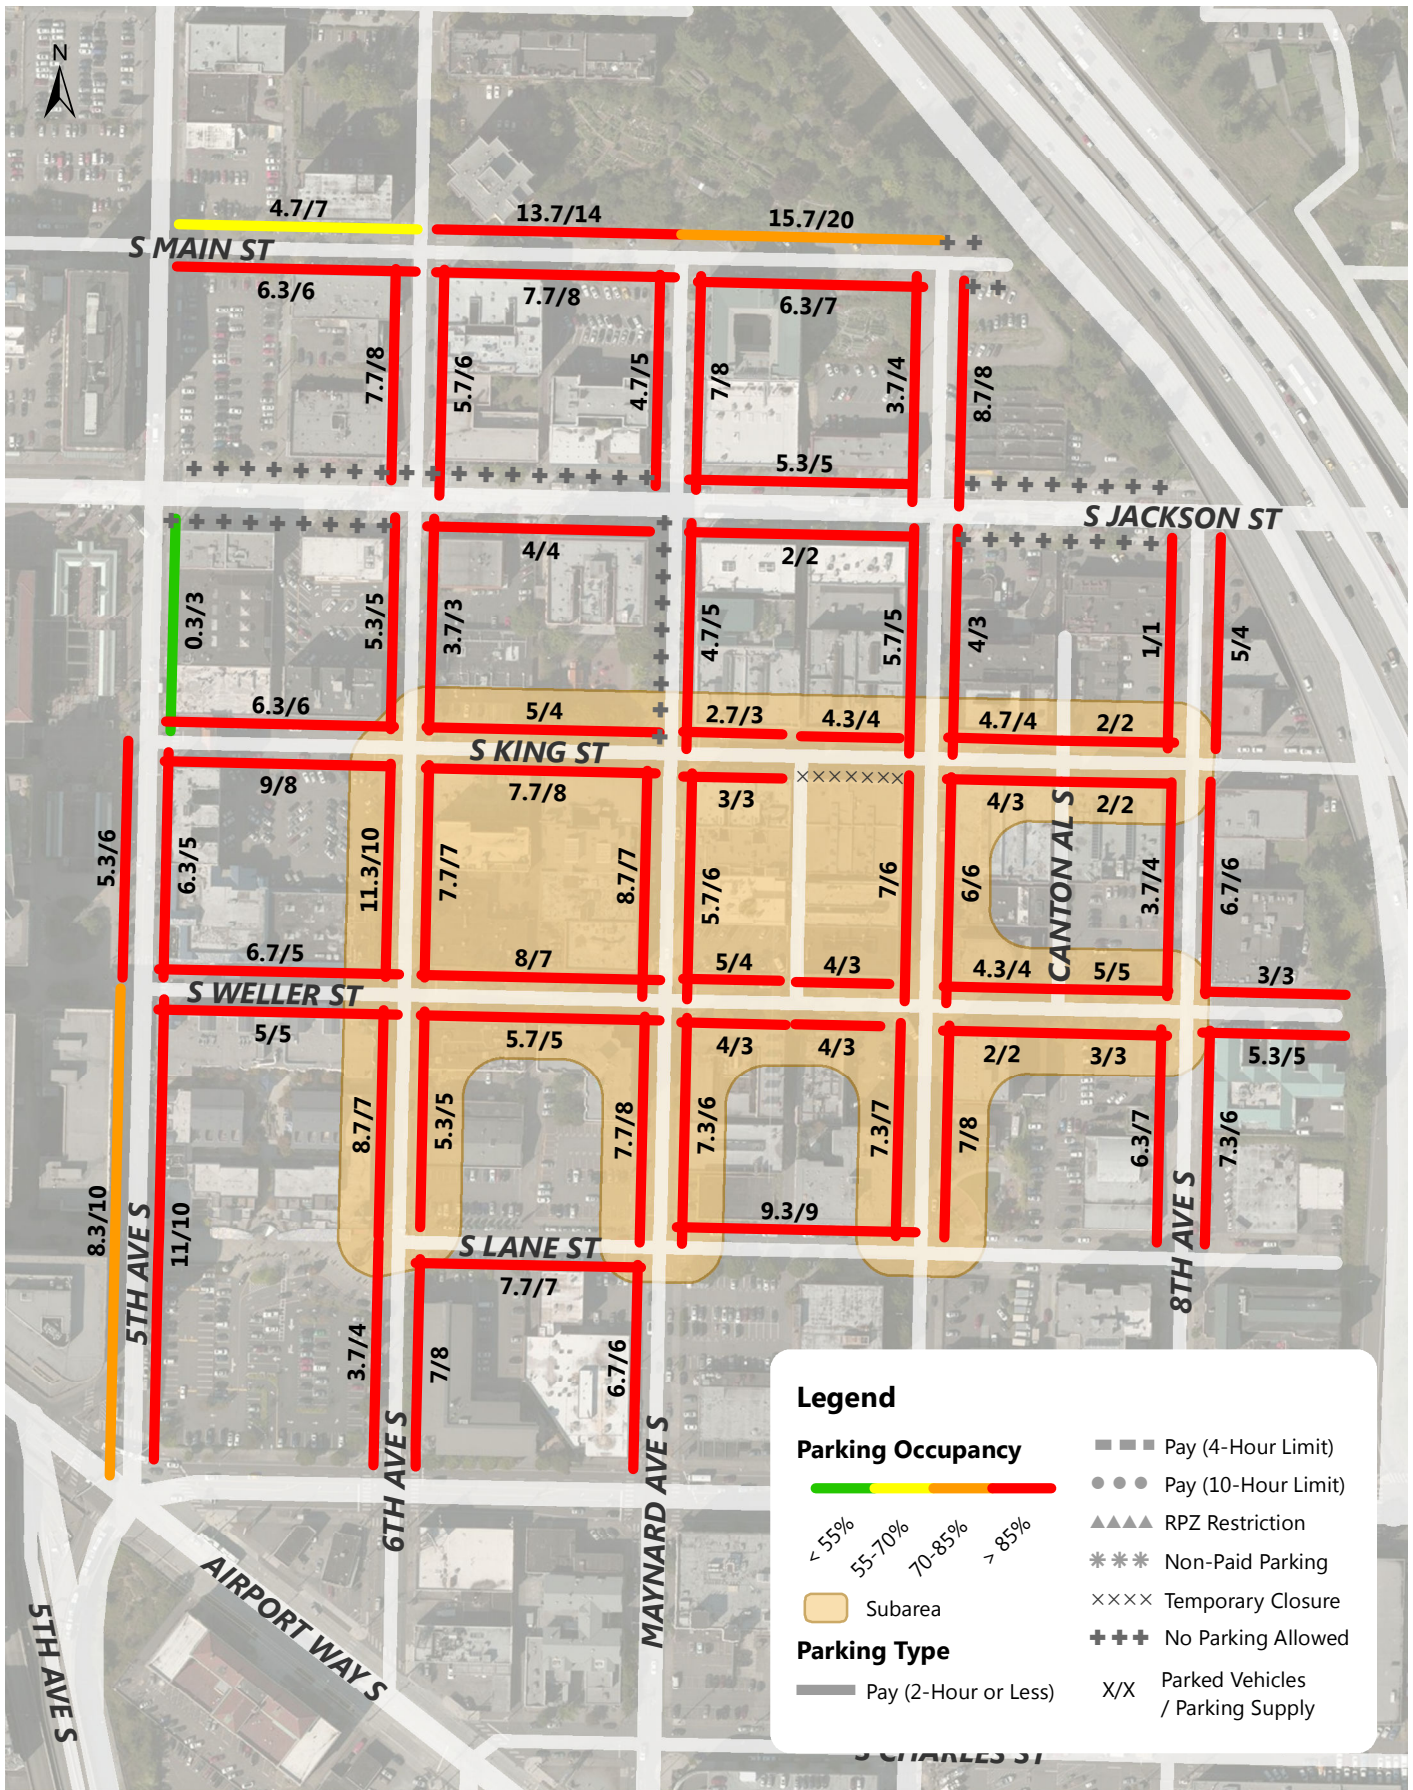 N
4.7/7
13.7/14
15.7/20
S MAIN ST
6.3/6
7.7/8
6.3/7
7.7/8
5.7/6
4.7/5
7/8
3.7/4
8.7/8
5.3/5
S JACKSON ST
4/4
2/2
0.3/3
5.3/5
3.7/3
4.7/5
5.7/5
4/3
1/1
5/4
6.3/6
5/4
2.7/3
4.3/4
4.7/4
2/2
S KING ST
9/8
7.7/8
3/3
4/3
2/2
5.3/6
6.3/5
11.3/10
7.7/7
8.7/7
5.7/6
7/6
6/6
CANTON AL S
3.7/4
6.7/6
6.7/5
8/7
5/4
4/3
4.3/4
5/5
3/3
S WELLER ST
5/5
5.7/5
4/3
4/3
2/2
3/3
5.3/5
8.7/7
5.3/5
7.7/8
7.3/6
7.3/7
7/8
6.3/7
7.3/6
8.3/10
11/10
9.3/9
S LANE ST
5TH AVE S
8TH AVE S
7.7/7
3.7/4
7/8
6.7/6
6TH AVE S
MAYNARD AVE S
AIRPORT WAY S
5TH AVE S
S CHARLES ST
Legend
Parking Occupancy
< 55%
55-70%
70-85%
> 85%
Subarea
Parking Type
Pay (2-Hour or Less)
Pay (4-Hour Limit)
Pay (10-Hour Limit)
RPZ Restriction
Non-Paid Parking
Temporary Closure
No Parking Allowed
X/X
Parked Vehicles
/ Parking Supply